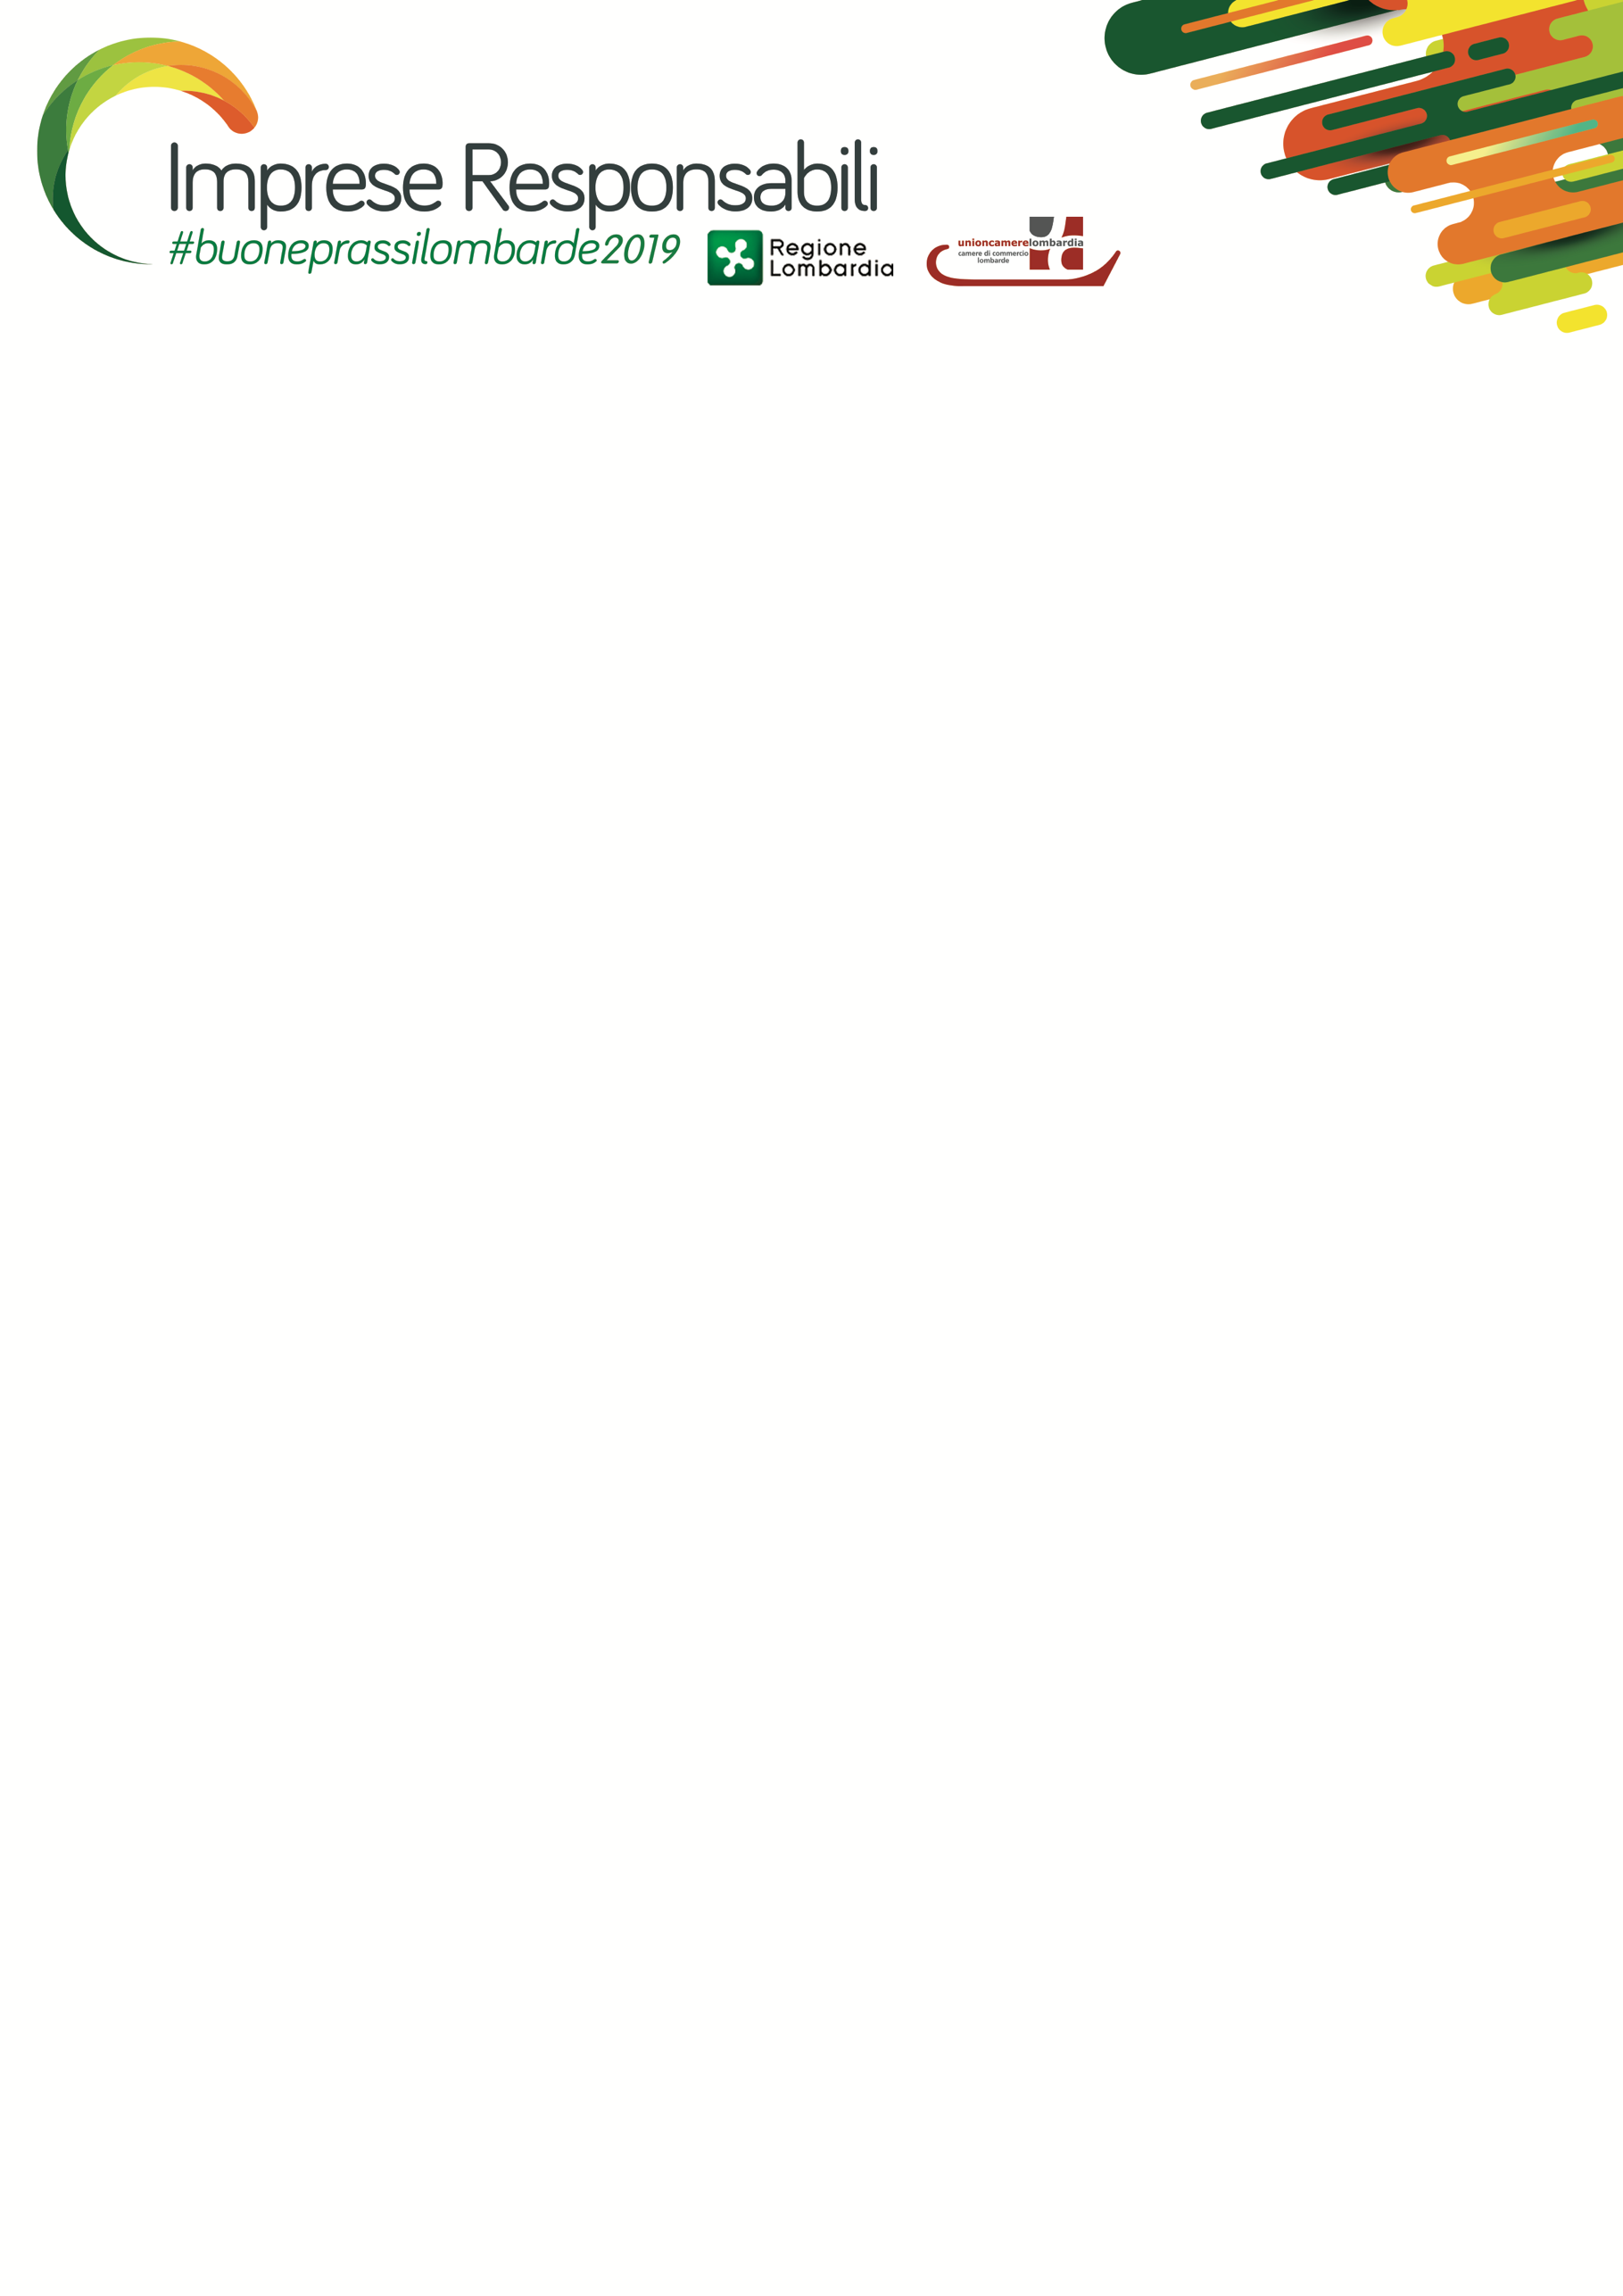 Imprese Responsabili
#buoneprassilombarde2019
Regione
Lombardia
unioncamerelombardia
camere di commercio
lombarde